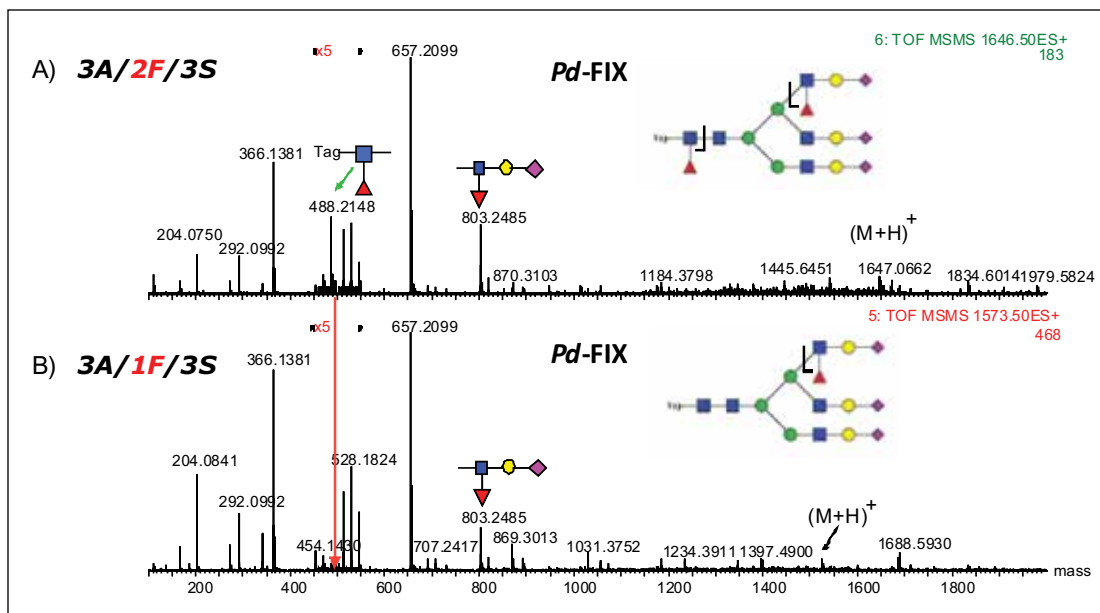 6: TOF MSMS 1646.50ES+
183
A) 3A/2F/3S
x5
657.2099
Pd-FIX
366.1381
Tag
488.2148
803.2485
204.0750
292.0992
870.3103
1184.3798
1445.6451
(M+H)+
1647.0662
1834.6014
1979.5824
5: TOF MSMS 1573.50ES+
468
B) 3A/1F/3S
x5
657.2099
Pd-FIX
366.1381
204.0841
292.0992
528.1824
454.1430
707.2417
803.2485
869.3013
1031.3752
1234.3911
1397.4900
(M+H)+
1688.5930
200 400 600 800 1000 1200 1400 1600 1800 mass